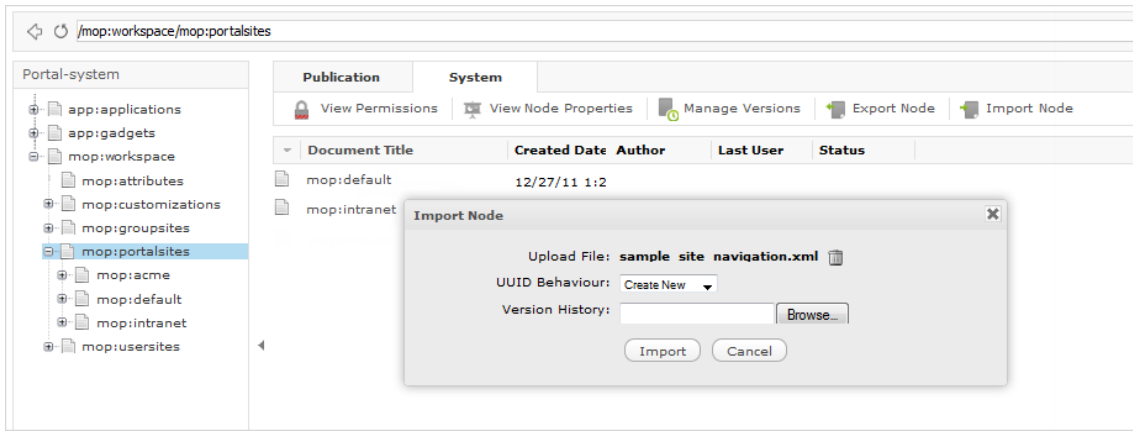 /mop:workspace/mop:portalsites
Portal-system
app:applications
app:gadgets
mop:workspace
mop:attributes
mop:customizations
mop:groupsites
mop:portalsites
mop:acme
mop:default
mop:intranet
mop:usersites
Publication System
View Permissions View Node Properties Manage Versions Export Node Import Node
Document Title Created Date Author Last User Status
mop:default 12/27/11 1:2
mop:intranet
Import Node
Upload File: sample_site_navigation.xml
UUID Behaviour: Create New
Version History: Browse...
Import Cancel